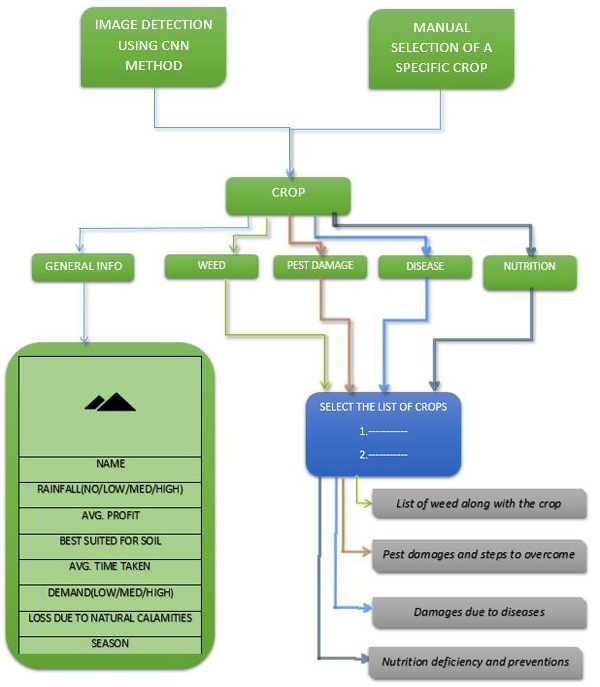 IMAGE DETECTION
USING CNN
METHOD
MANUAL
SELECTION OF A
SPECIFIC CROP
CROP
GENERAL INFO
WEED
PEST DAMAGE
DISEASE
NUTRITION
SELECT THE LIST OF CROPS
1.-----------
2.-----------
NAME
RAINFALL(NO/LOW/MED/HIGH)
AVG. PROFIT
BEST SUITED FOR SOIL
AVG. TIME TAKEN
DEMAND(LOW/MED/HIGH)
LOSS DUE TO NATURAL CALAMITIES
SEASON
List of weed along with the crop
Pest damages and steps to overcome
Damages due to diseases
Nutrition deficiency and preventions